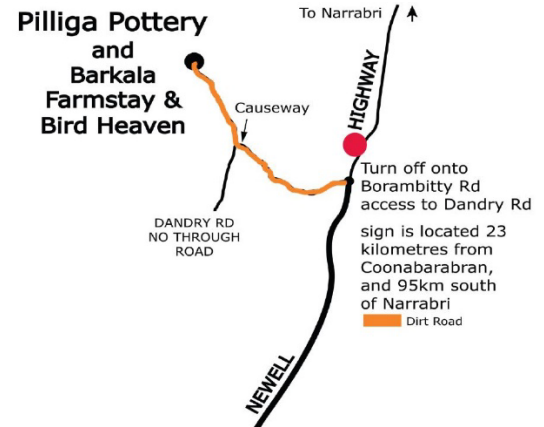 Pilliga Pottery
and
Barkala
Farmstay &
Bird Heaven
To Narrabri
HIGHWAY
Causeway
Turn off onto
Borambitty Rd
access to Dandry Rd
DANDRY RD
NO THROUGH
ROAD
sign is located 23
kilometres from
Coonabarabran,
and 95km south
of Narrabri
Dirt Road
NEWELL